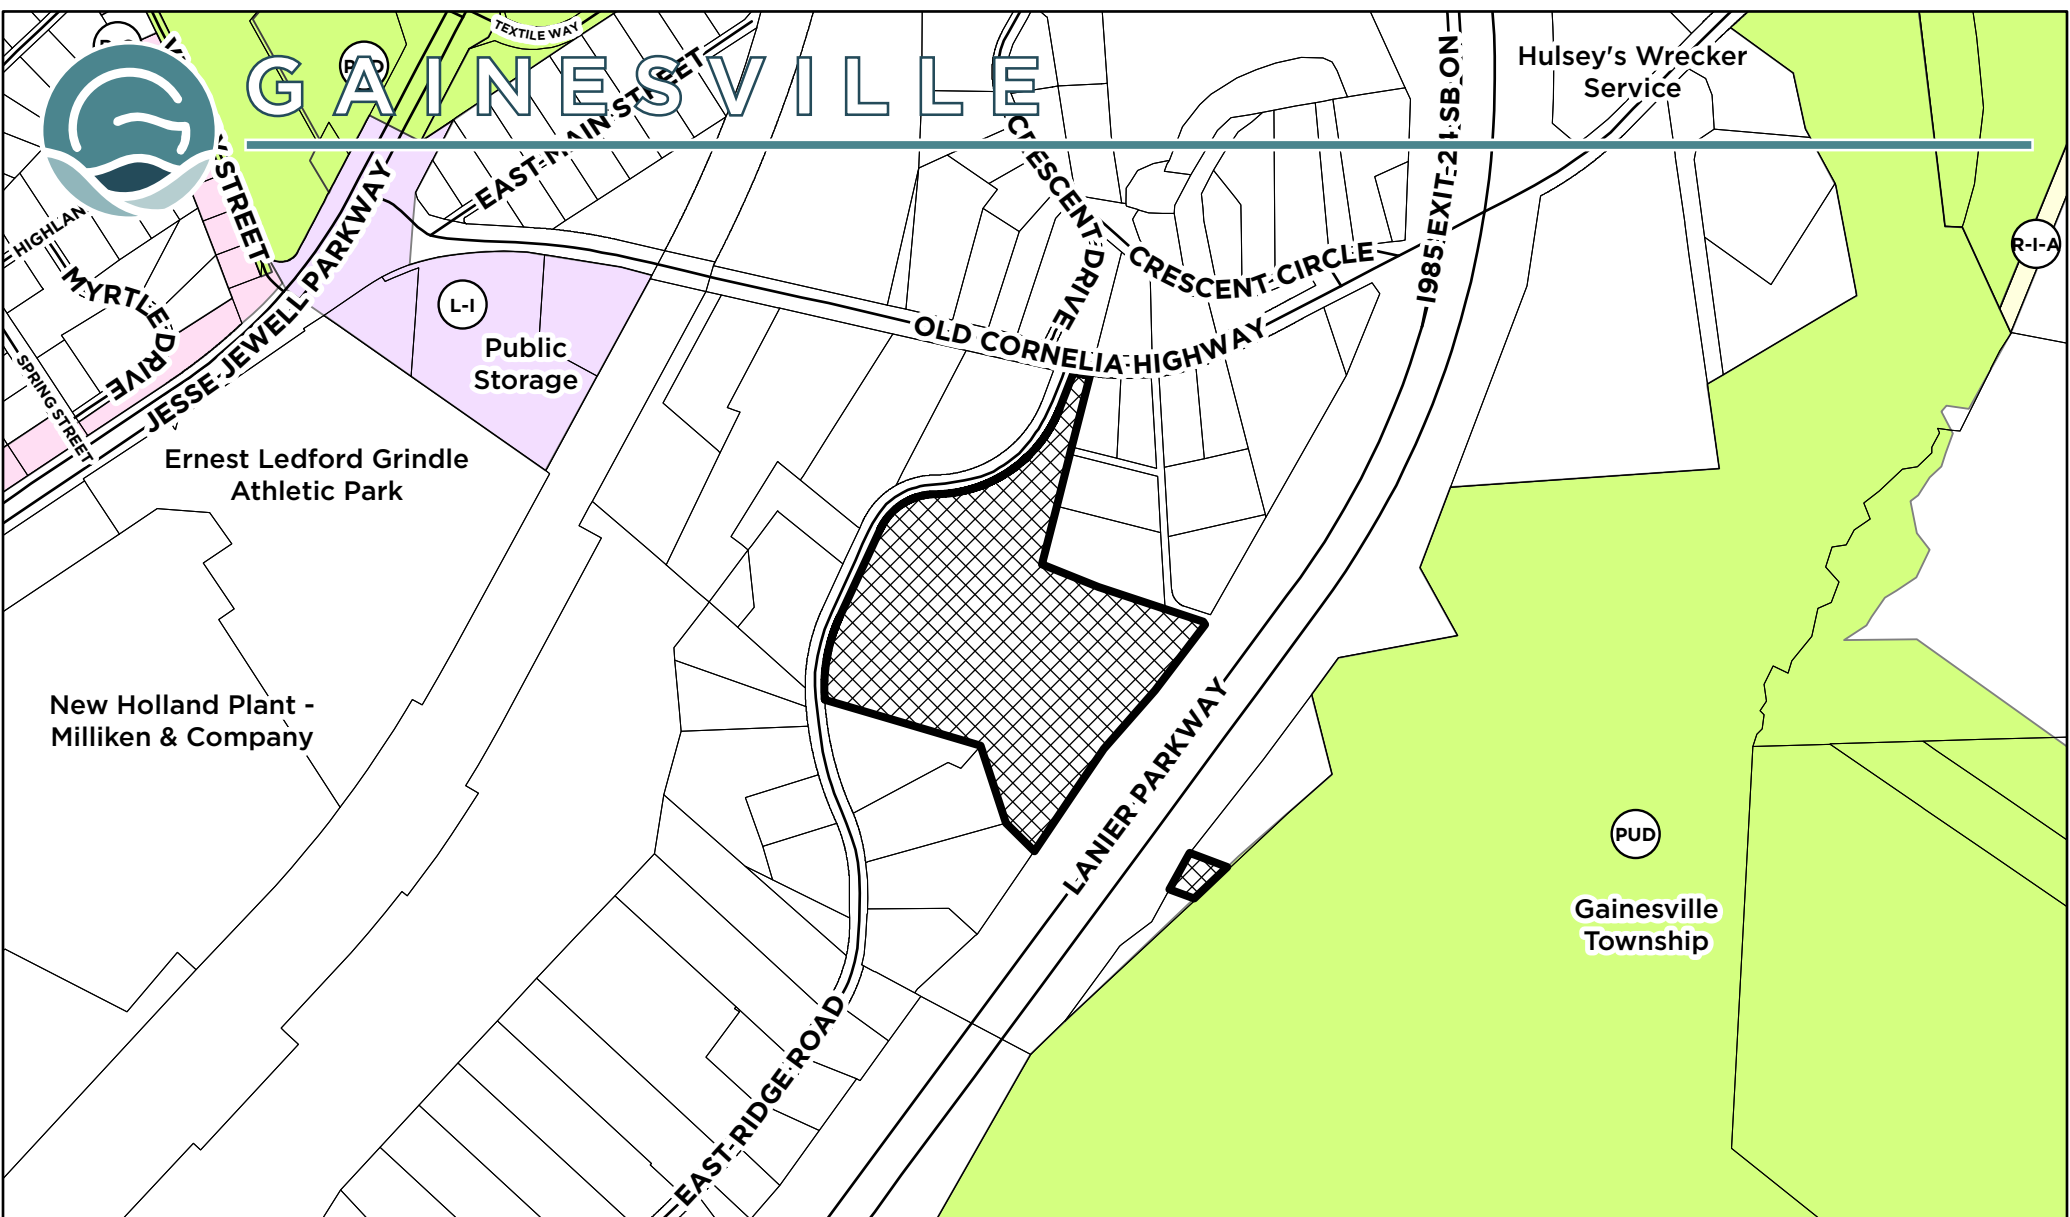 TEXTILE WAY
GAINESVILLE
Hulsey's Wrecker
Service
EAST MAIN STREET
STREET
CRESCENT DRIVE
I985 EXIT 24 SB ON
HIGHLAN
CRESCENT CIRCLE
R-I-A
MYRTLE DRIVE
JESSE JEWELL PARKWAY
L-I
Public
Storage
OLD CORNELIA HIGHWAY
SPRING STREET
Ernest Ledford Grindle
Athletic Park
New Holland Plant -
Milliken & Company
LANIER PARKWAY
PUD
Gainesville
Township
EAST RIDGE ROAD